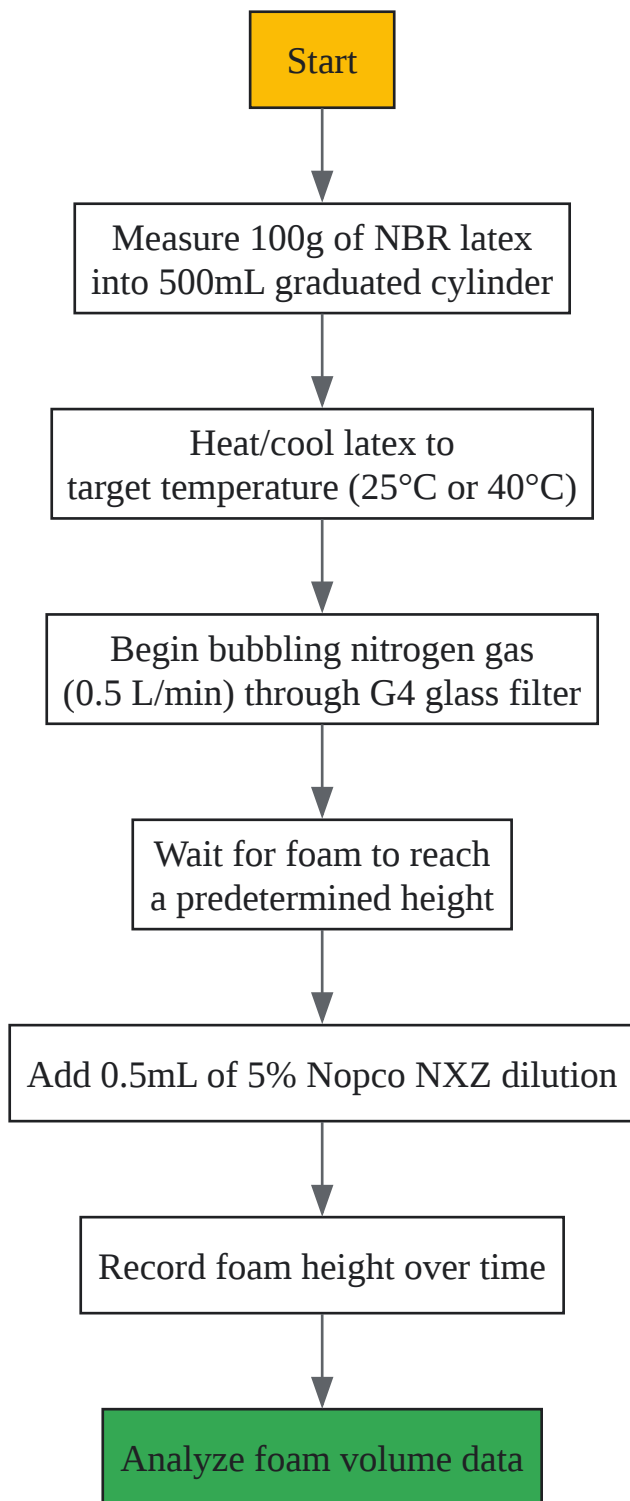 Start
Measure 100g of NBR latex
into 500mL graduated cylinder
Heat/cool latex to
target temperature (25°C or 40°C)
Begin bubbling nitrogen gas
(0.5 L/min) through G4 glass filter
Wait for foam to reach
a predetermined height
Add 0.5mL of 5% Nopco NXZ dilution
Record foam height over time
Analyze foam volume data